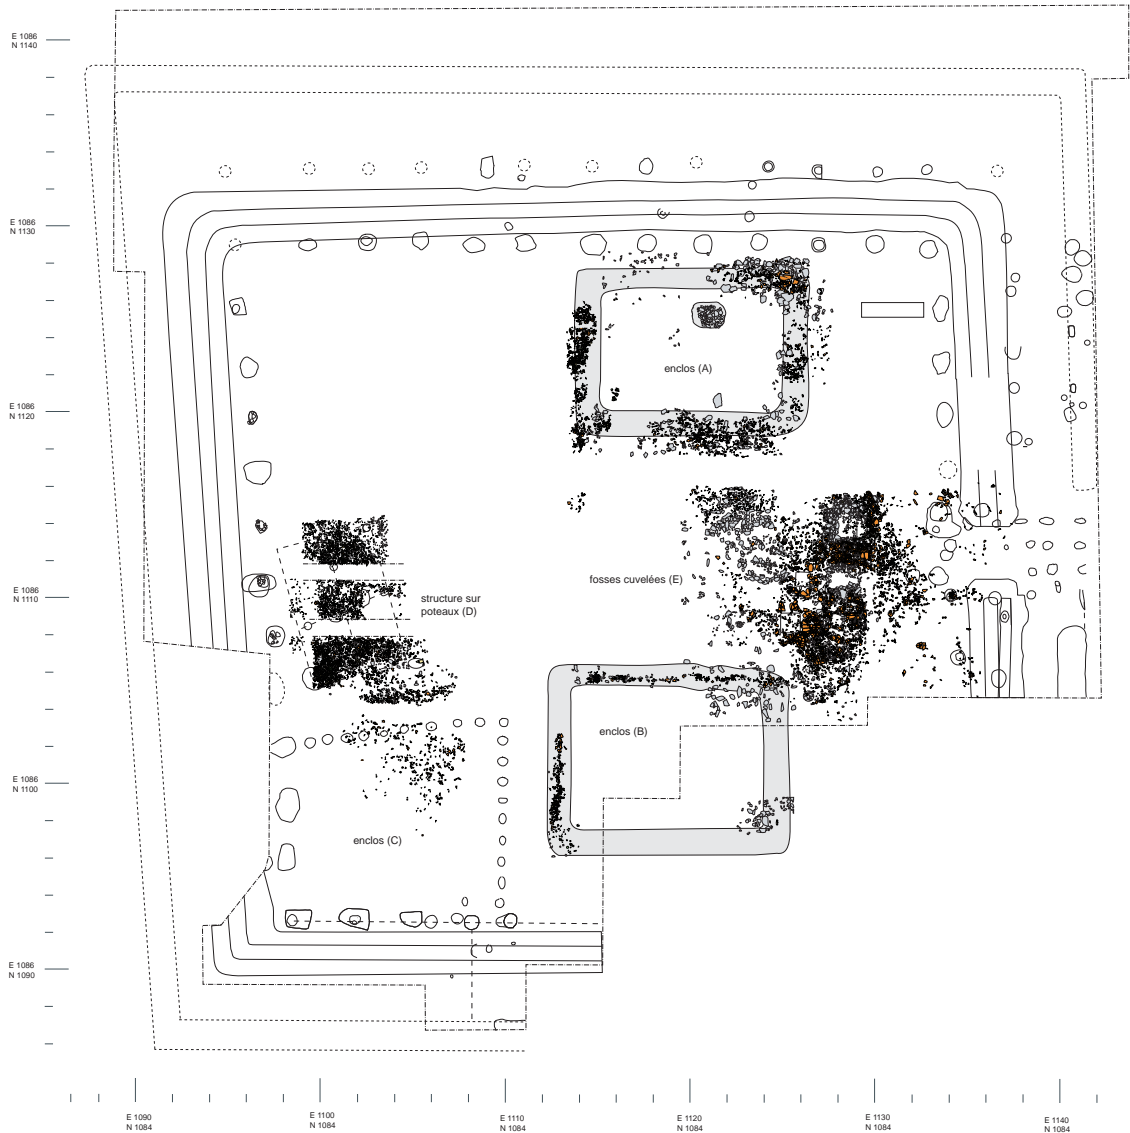 E 1086
N 1140
E 1086
N 1130
enclos (A)
E 1086
N 1120
fosses cuvelées (E)
E 1086
N 1110
structure sur
poteaux (D)
enclos (B)
E 1086
N 1100
enclos (C)
E 1086
N 1090
E 1090
N 1084
E 1100
N 1084
E 1110
N 1084
E 1120
N 1084
E 1130
N 1084
E 1140
N 1084